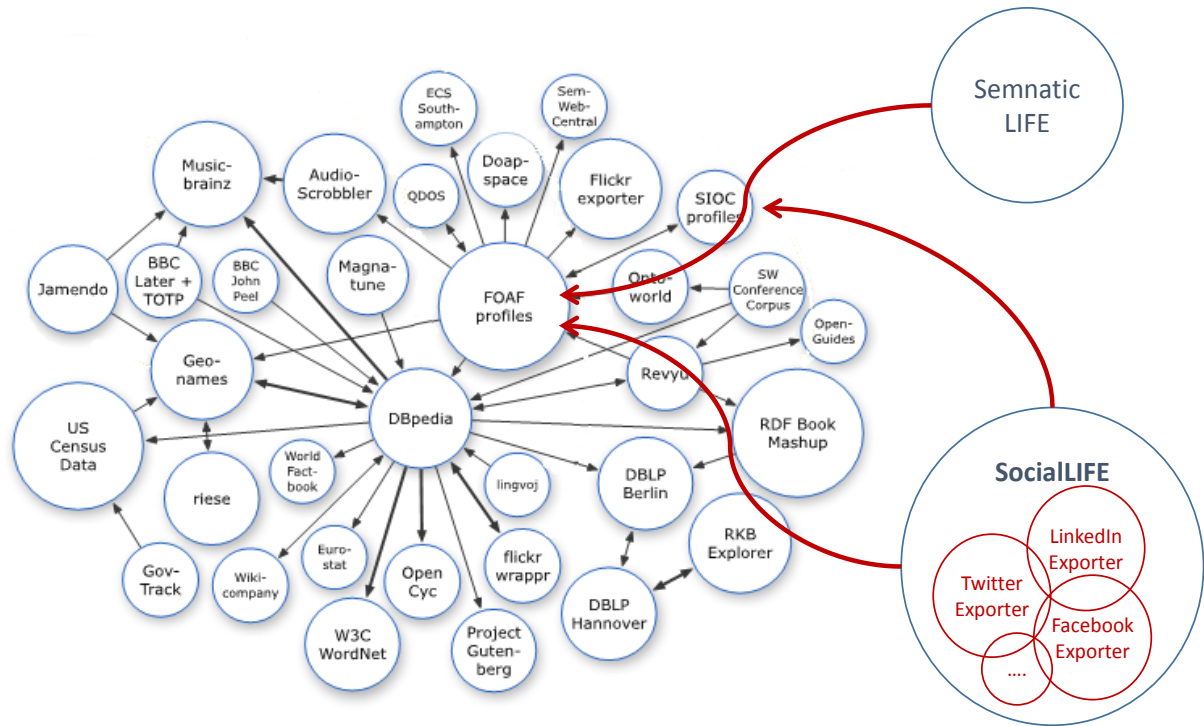 ECS
South-
ampton
Sem-
Web-
Central
Semnatic
LIFE
Music-
brainz
Audio-
Scrobbler
QDOS
Doap-
space
Flickr
exporter
SIOC
profiles
Jamendo
BBC
Later +
TOTP
BBC
John
Peel
Magna-
tune
FOAF
profiles
Onto-
world
SW
Conference
Corpus
Open-
Guides
Geo-
names
Revyu
US
Census
Data
DBpedia
RDF Book
Mashup
World
Fact-
book
lingvoj
DBLP
Berlin
riese
SocialLIFE
LinkedIn
Exporter
Twitter
Exporter
Facebook
Exporter
....
Gov-
Track
Wiki-
company
Euro-
stat
Open
Cyc
flickr
wrappr
RKB
Explorer
DBLP
Hannover
W3C
WordNet
Project
Guten-
berg